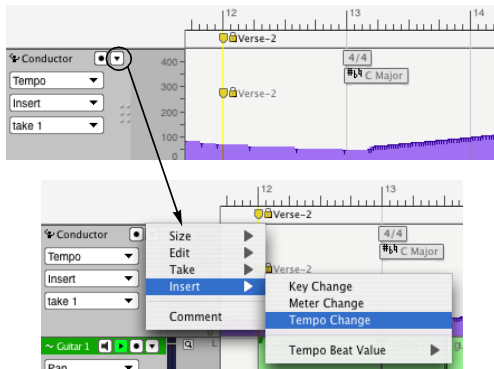 12 13 14
Verse-2
Conductor
400
4/4
Tempo
300
C Major
Verse-2
Insert
200
take 1
100
0
12 13
Verse-2
Conductor
Size
4/4
Tempo
Edit
C Major
Take
Verse-2
Insert
Insert
Key Change
take 1
Meter Change
Comment
Tempo Change
0
Guitar 1
L
Tempo Beat Value
Pan